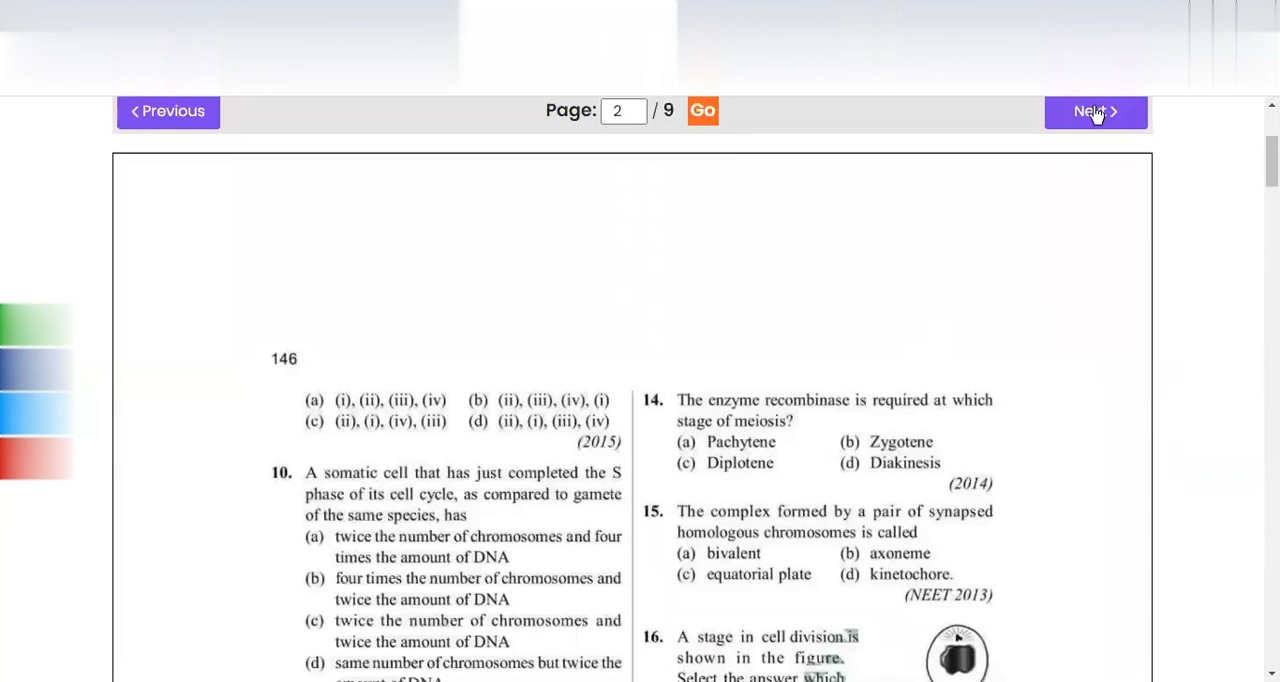 Previous
Page: 2 / 9 Go
Next
146
(a) (i), (ii), (iii), (iv) (b) (ii), (iii), (iv), (i)
(c) (ii), (i), (iv), (iii) (d) (ii), (i), (iii), (iv)
(2015)
10. A somatic cell that has just completed the S
phase of its cell cycle, as compared to gamete
of the same species, has
(a) twice the number of chromosomes and four
times the amount of DNA
(b) four times the number of chromosomes and
twice the amount of DNA
(c) twice the number of chromosomes and
twice the amount of DNA
(d) same number of chromosomes but twice the
amount of DNA
14. The enzyme recombinase is required at which
stage of meiosis?
(a) Pachytene (b) Zygotene
(c) Diplotene (d) Diakinesis
(2014)
15. The complex formed by a pair of synapsed
homologous chromosomes is called
(a) bivalent (b) axoneme
(c) equatorial plate (d) kinetochore.
(NEET 2013)
16. A stage in cell division is
shown in the figure.
Select the answer which